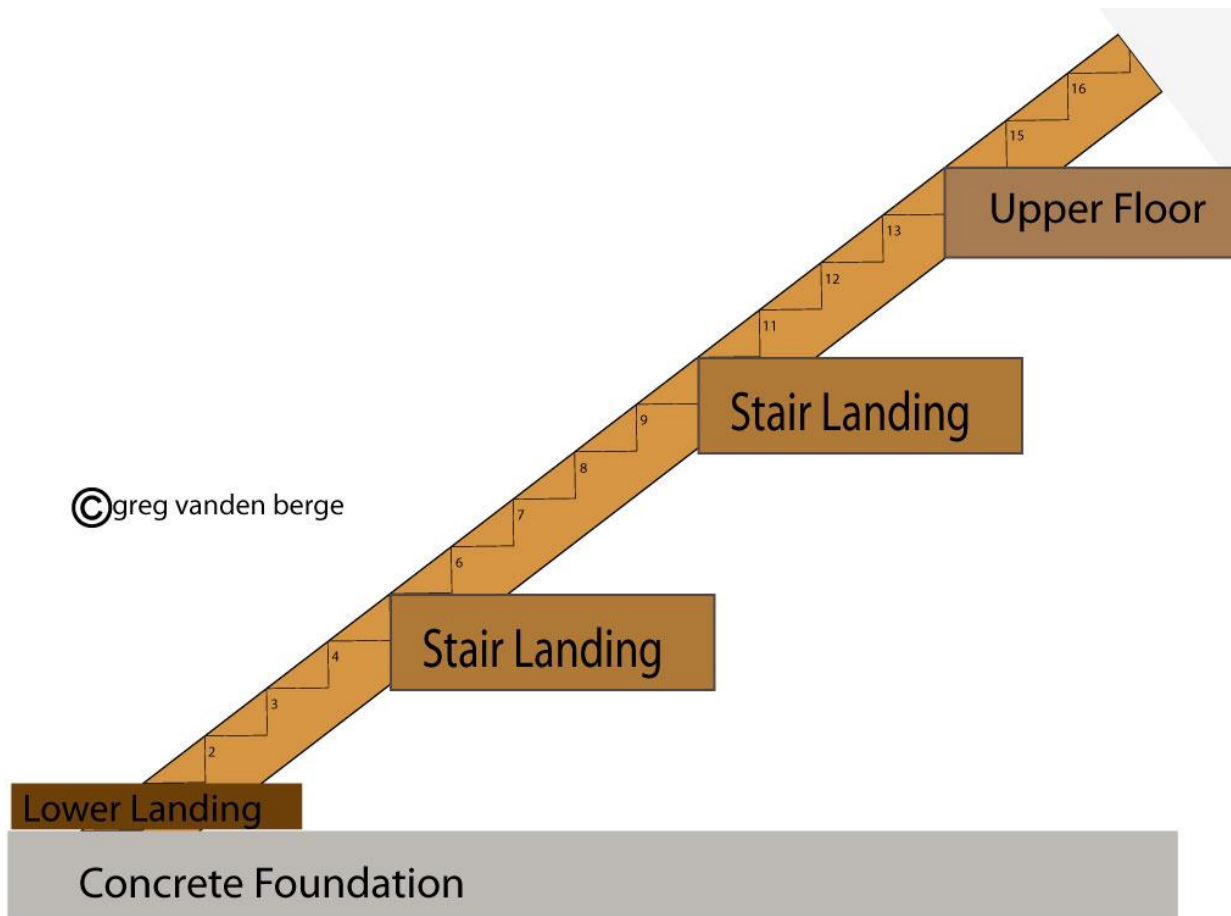 16
15
Upper Floor
13
12
11
Stair Landing
9
8
©greg vanden berge
7
6
Stair Landing
4
3
2
Lower Landing
Concrete Foundation